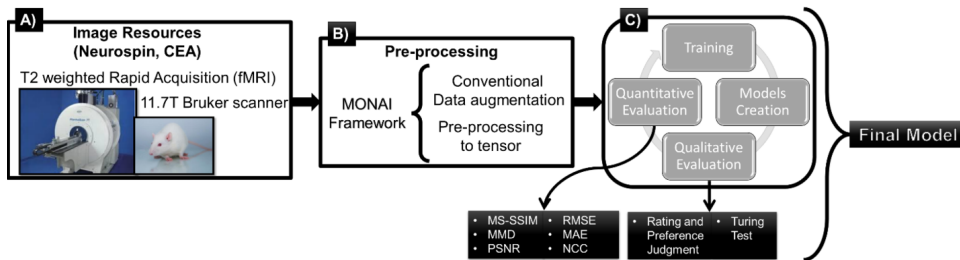 A)
Image Resources
(Neurospin, CEA)
T2 weighted Rapid Acquisition (fMRI)
11.7T Bruker scanner
B)
Pre-processing
MONAI
Framework
Conventional
Data augmentation
Pre-processing
to tensor
C)
Training
Quantitative
Evaluation
Models
Creation
Qualitative
Evaluation
• MS-SSIM
• MMD
• PSNR
• RMSE
• MAE
• NCC
• Rating and
Preference
Judgment
• Turing
Test
Final Model